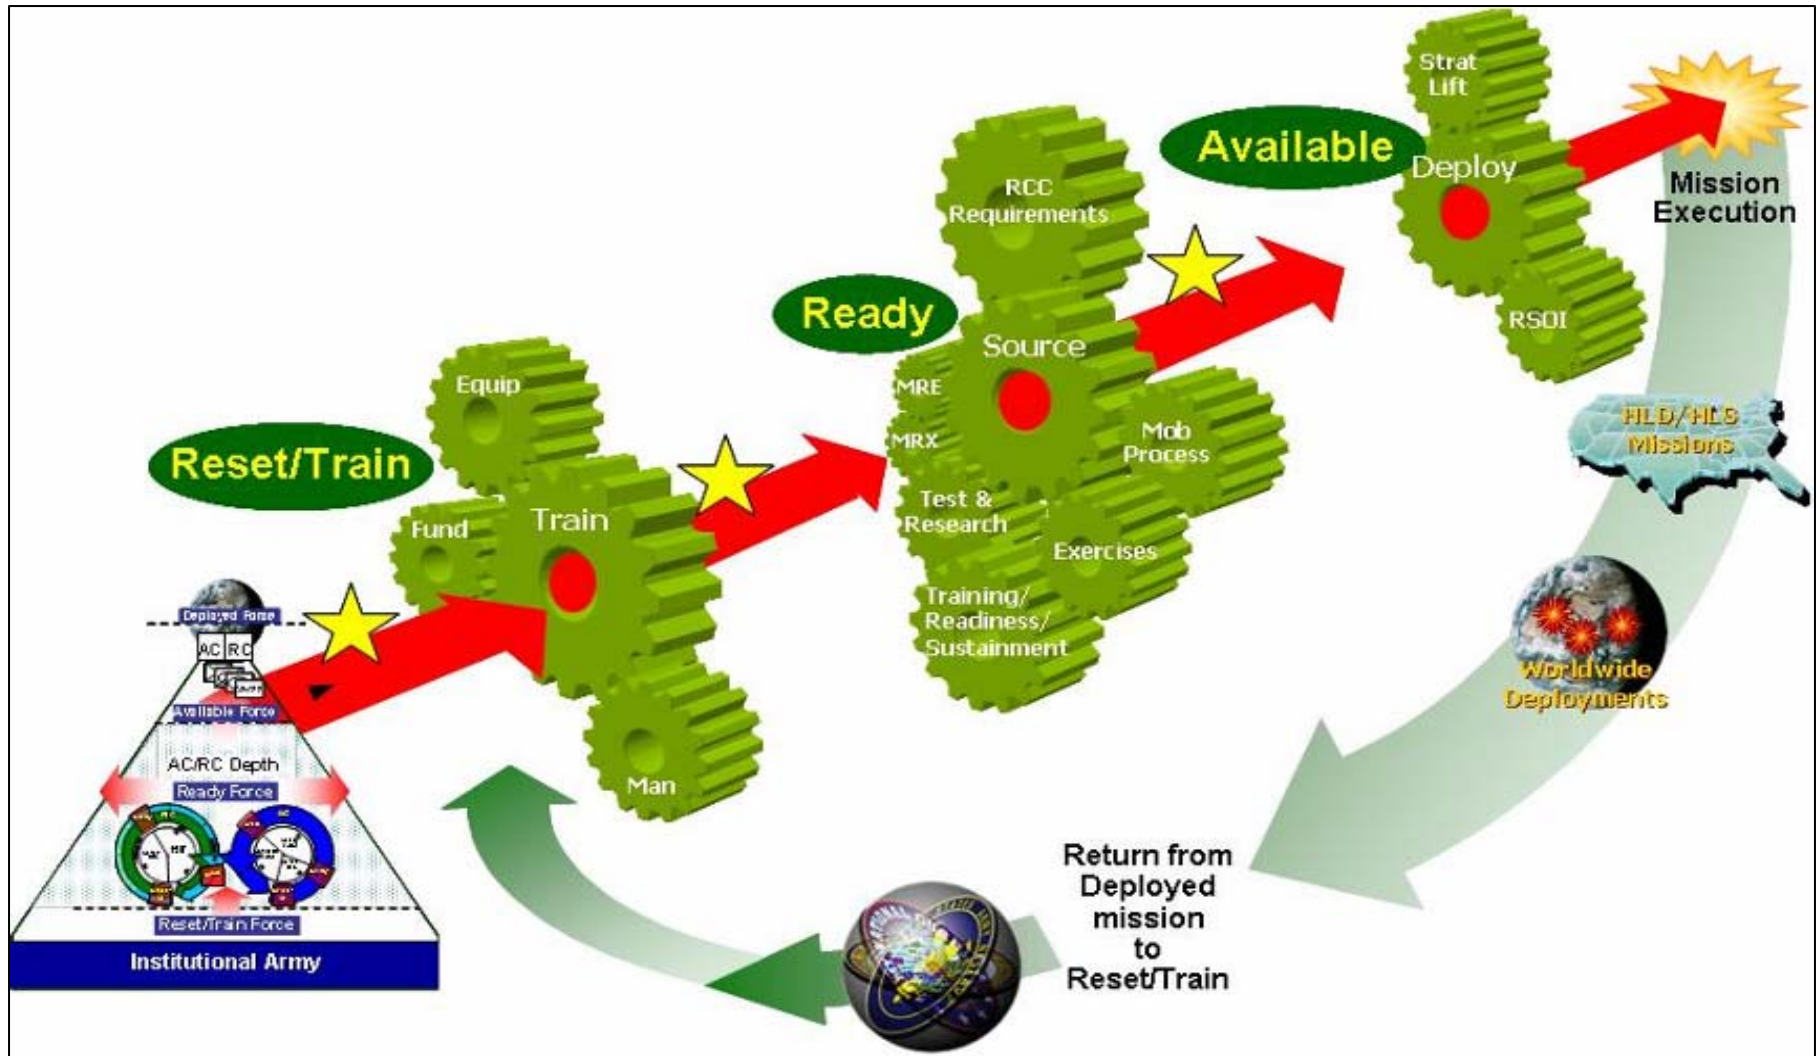 Strat
Lift
Available
Deploy
Mission
Execution
RCC
Requirements
Ready
Source
RSOI
MRE
MRX
Mob
Process
HLD/HLS
Missions
Equip
Reset/Train
Test &
Research
Exercises
Fund
Train
Training/
Readiness/
Sustainment
Worldwide
Deployments
Deployed Force
AC RC
Available Force
Man
AC/RC Depth
Ready Force
Reset/Train Force
Institutional Army
Return from
Deployed
mission
to
Reset/Train